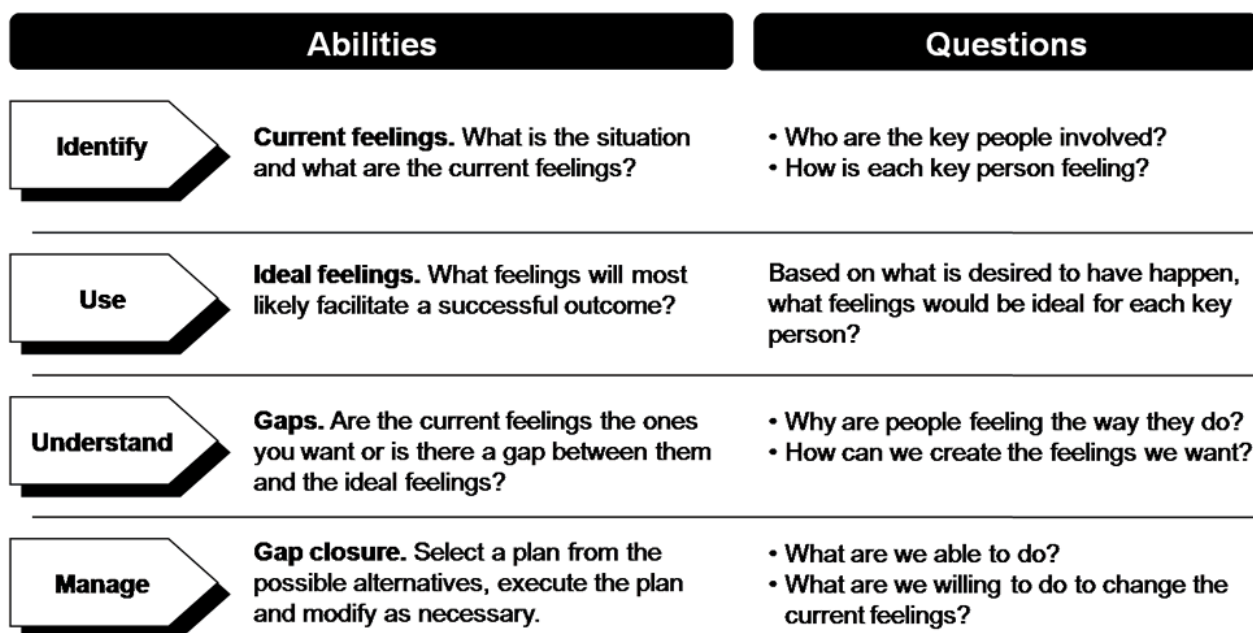 Abilities
Questions
Identify
Current feelings. What is the situation
and what are the current feelings?
• Who are the key people involved?
• How is each key person feeling?
Use
Ideal feelings. What feelings will most
likely facilitate a successful outcome?
Based on what is desired to have happen,
what feelings would be ideal for each key
person?
Understand
Gaps. Are the current feelings the ones
you want or is there a gap between them
and the ideal feelings?
• Why are people feeling the way they do?
• How can we create the feelings we want?
Manage
Gap closure. Select a plan from the
possible alternatives, execute the plan
and modify as necessary.
• What are we able to do?
• What are we willing to do to change the
current feelings?